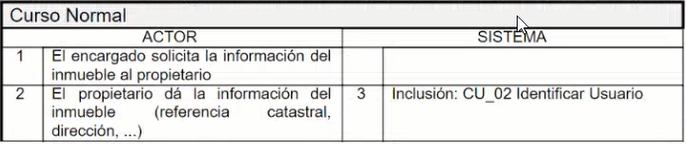 Curso Normal
ACTOR SISTEMA
1 El encargado solicita la información del
inmueble al propietario
2 El propietario dá la información del 3 Inclusión: CU_02 Identificar Usuario
inmueble (referencia catastral,
dirección, ...)